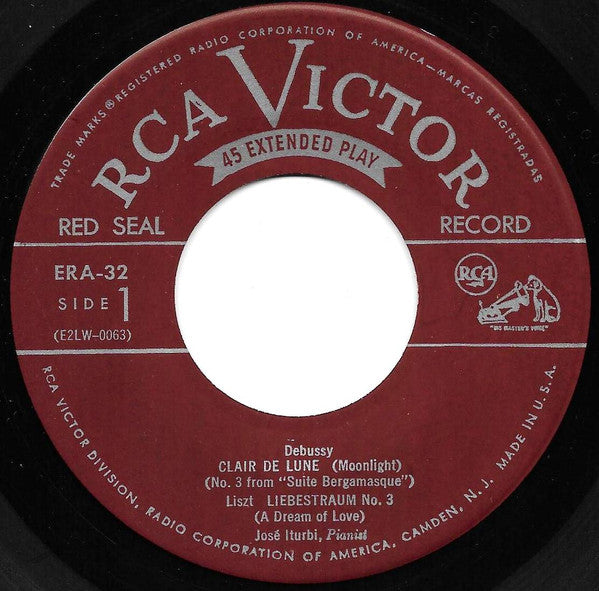 TRADE MARKS ® REGISTERED RADIO CORPORATION OF AMERICA—MARCAS REGISTRADAS
RCA VICTOR
45 EXTENDED PLAY
RED SEAL RECORD
ERA-32
SIDE 1
(E2LW-0063)
RCA
"HIS MASTER'S VOICE"
Debussy
CLAIR DE LUNE (Moonlight)
(No. 3 from "Suite Bergamasque")
Liszt LIEBESTRAUM No. 3
(A Dream of Love)
José Iturbi, Pianist
RCA VICTOR DIVISION, RADIO CORPORATION OF AMERICA, CAMDEN, N. J. MADE IN U. S. A.